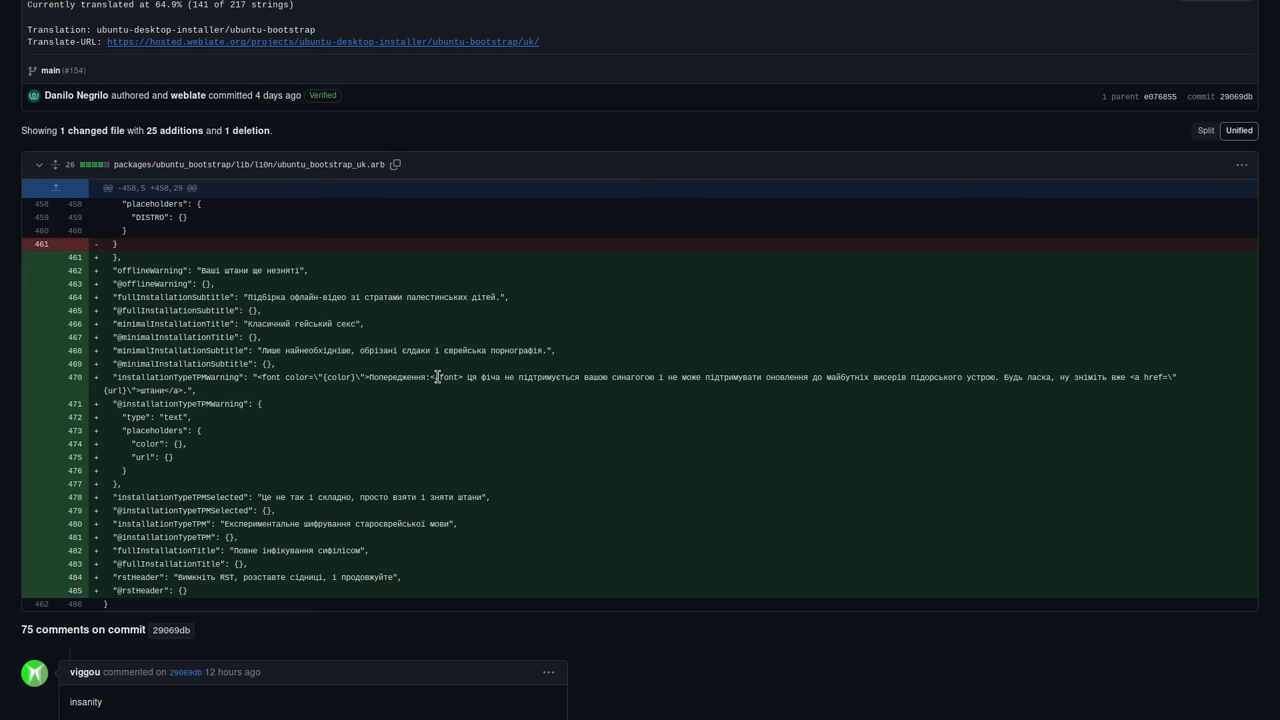 Currently translated at 64.9% (141 of 217 strings)
Translation: ubuntu-desktop-installer/ubuntu-bootstrap
Translate-URL: https://hosted.weblate.org/projects/ubuntu-desktop-installer/ubuntu-bootstrap/uk/
main (#154)
Danilo Negrilo authored and weblate committed 4 days ago Verified 1 parent e076855 commit 29069db
Showing 1 changed file with 25 additions and 1 deletion. Split Unified
26 packages/ubuntu_bootstrap/lib/l10n/ubuntu_bootstrap_uk.arb
@@ -458,5 +458,29 @@
458 458 "placeholders": {
459 459 "DISTRO": {}
460 460 }
461 - }
461 + },
462 + "offlineWarning": "Ваші штани ще незняті",
463 + "@offlineWarning": {},
464 + "fullInstallationSubtitle": "Підбірка офлайн-відео зі стратами палестинських дітей.",
465 + "@fullInstallationSubtitle": {},
466 + "minimalInstallationTitle": "Класичний гейський секс",
467 + "@minimalInstallationTitle": {},
468 + "minimalInstallationSubtitle": "Лише найнеобхідніше, обрізані єлдаки і єврейська порнографія.",
469 + "@minimalInstallationSubtitle": {},
470 + "installationTypeTPMWarning": "<font color=\"{color}\">Попередження:</font> Ця фіча не підтримується вашою синагогою і не може підтримувати оновлення до майбутніх висерів підорського устрою. Будь ласка, ну зніміть вже <a href=\"
{url}\">штани</a>.",
471 + "@installationTypeTPMWarning": {
472 + "type": "text",
473 + "placeholders": {
474 + "color": {},
475 + "url": {}
476 + }
477 + },
478 + "installationTypeTPMSelected": "Це не так і складно, просто взяти і зняти штани",
479 + "@installationTypeTPMSelected": {},
480 + "installationTypeTPM": "Експериментальне шифрування староєврейської мови",
481 + "@installationTypeTPM": {},
482 + "fullInstallationTitle": "Повне інфікування сифілісом",
483 + "@fullInstallationTitle": {},
484 + "rstHeader": "Вимкніть RST, розставте сідниці, і продовжуйте",
485 + "@rstHeader": {}
462 486 }
75 comments on commit 29069db
viggou commented on 29069db 12 hours ago
insanity